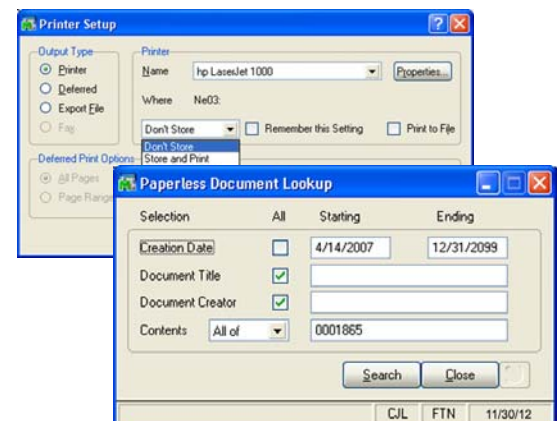 Printer Setup
Output Type
Printer
Deferred
Export File
Fax
Printer
Name hp LaserJet 1000 Properties...
Where Ne03:
Don't Store Remember this Setting Print to File
Don't Store
Store and Print
Deferred Print Options
All Pages
Page Range
Paperless Document Lookup
Selection All Starting Ending
Creation Date 4/14/2007 12/31/2099
Document Title
Document Creator
Contents All of 0001865
Search Close
CJL FTN 11/30/12